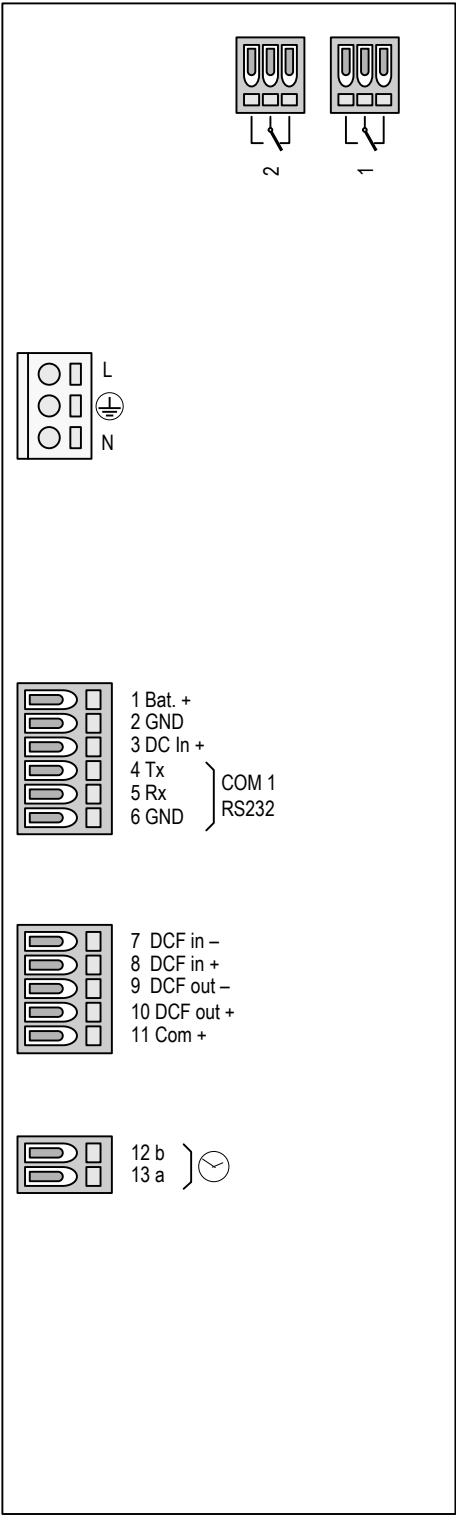 2
1
L
N
1 Bat. +
2 GND
3 DC In +
4 Tx
5 Rx
6 GND
COM 1
RS232
7 DCF in –
8 DCF in +
9 DCF out –
10 DCF out +
11 Com +
12 b
13 a